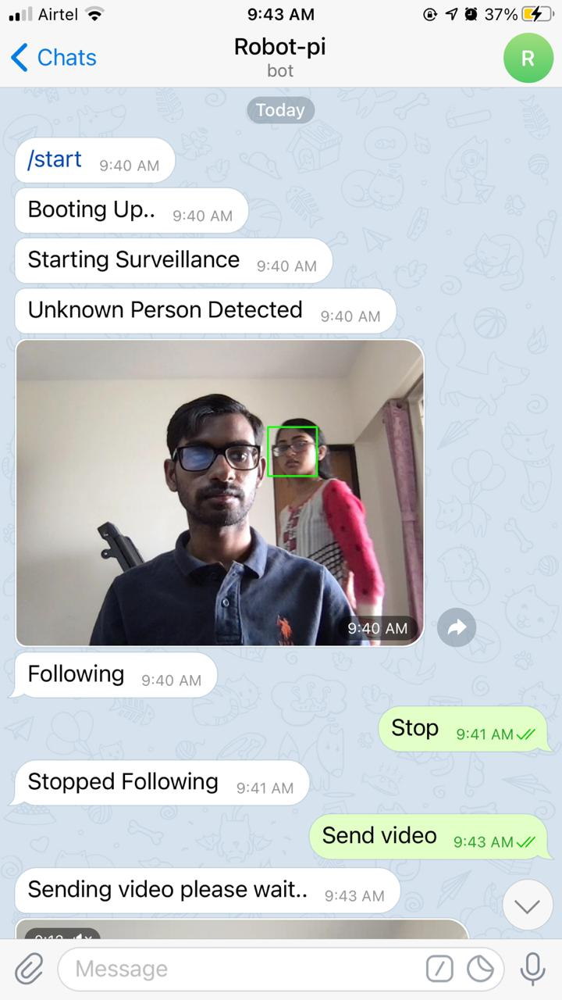 Airtel 9:43 AM 37%
Chats Robot-pi R
bot
Today
/start 9:40 AM
Booting Up.. 9:40 AM
Starting Surveillance 9:40 AM
Unknown Person Detected 9:40 AM
9:40 AM
Following 9:40 AM
Stop 9:41 AM
Stopped Following 9:41 AM
Send video 9:43 AM
Sending video please wait.. 9:43 AM
Message